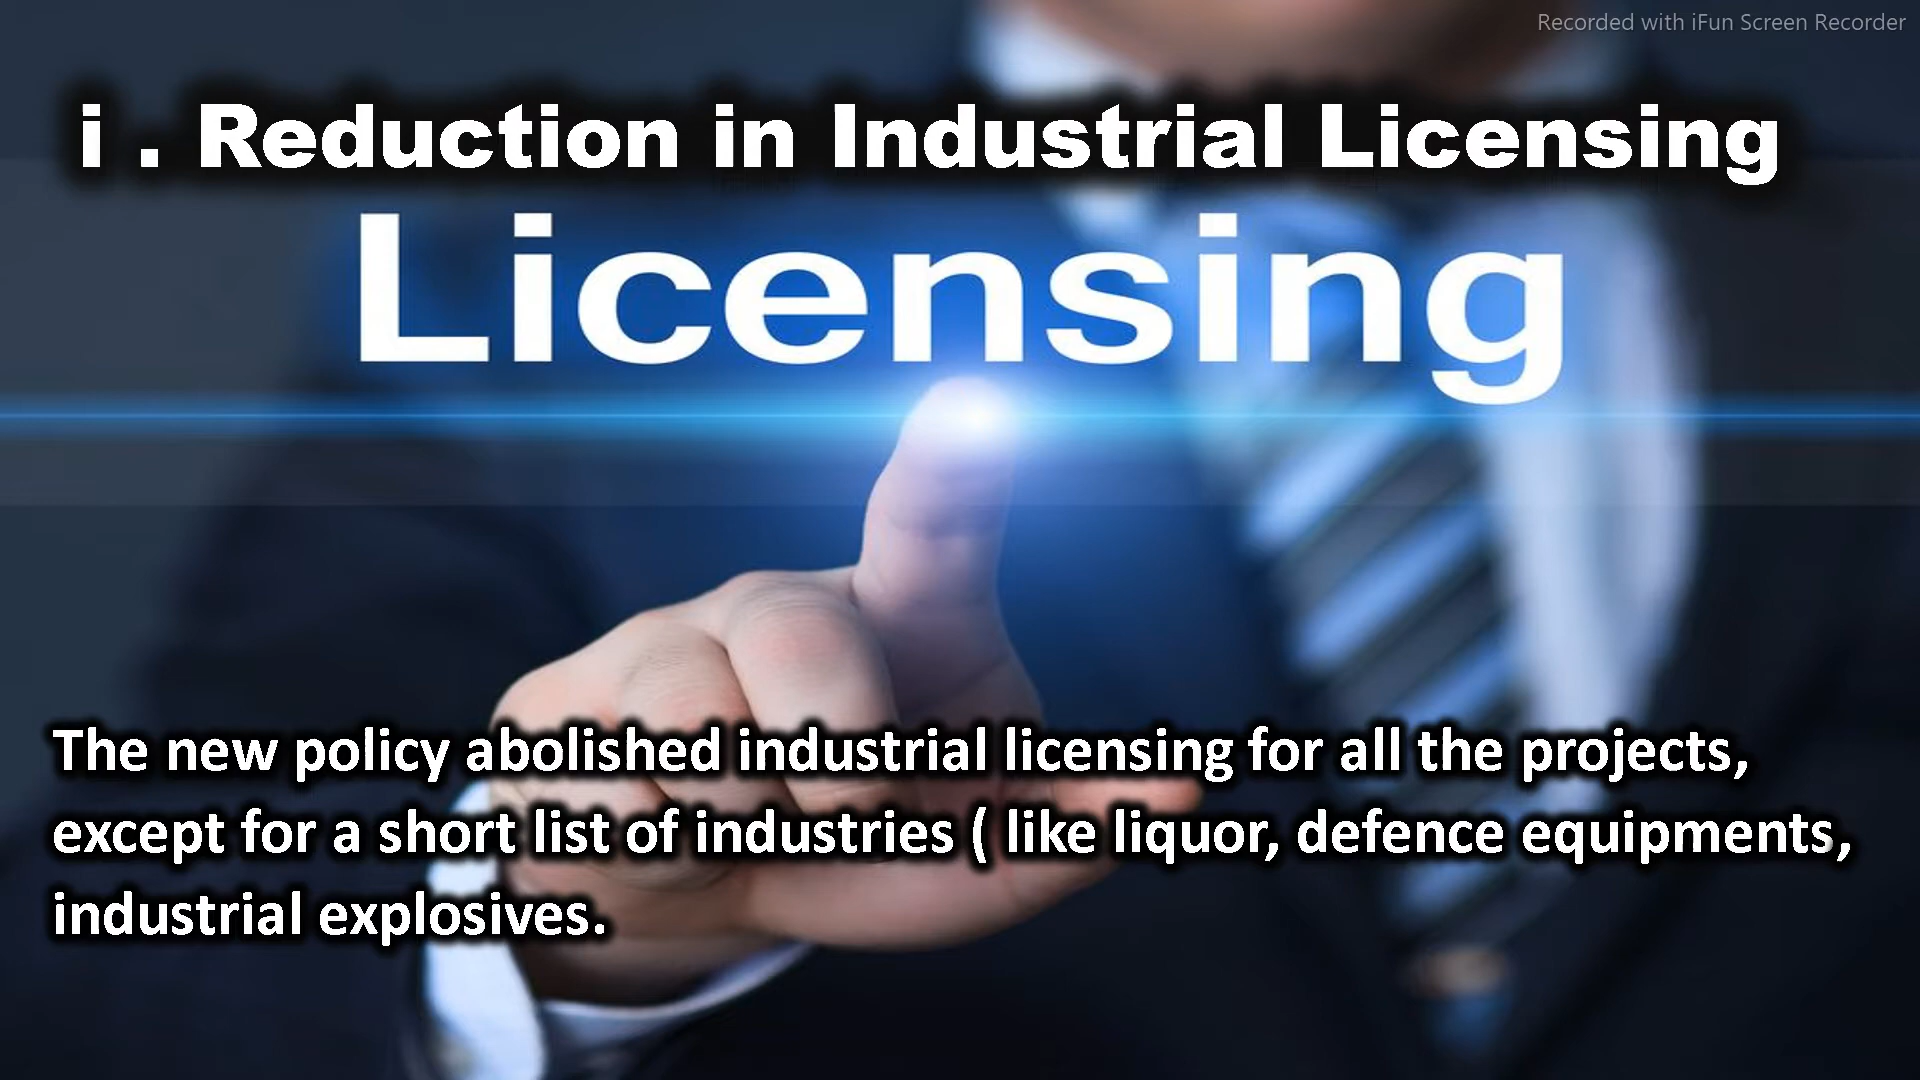 Recorded with iFun Screen Recorder
i . Reduction in Industrial Licensing
Licensing
The new policy abolished industrial licensing for all the projects,
except for a short list of industries ( like liquor, defence equipments,
industrial explosives.